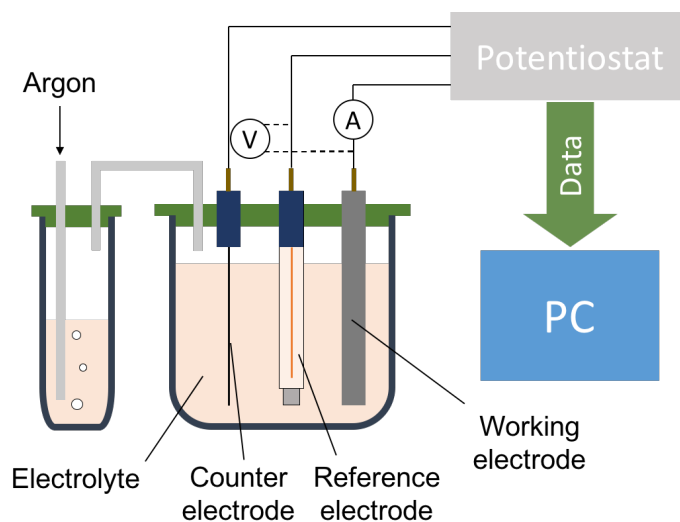 Potentiostat
Argon
A
V
Data
PC
Working
electrode
Electrolyte
Counter
electrode
Reference
electrode